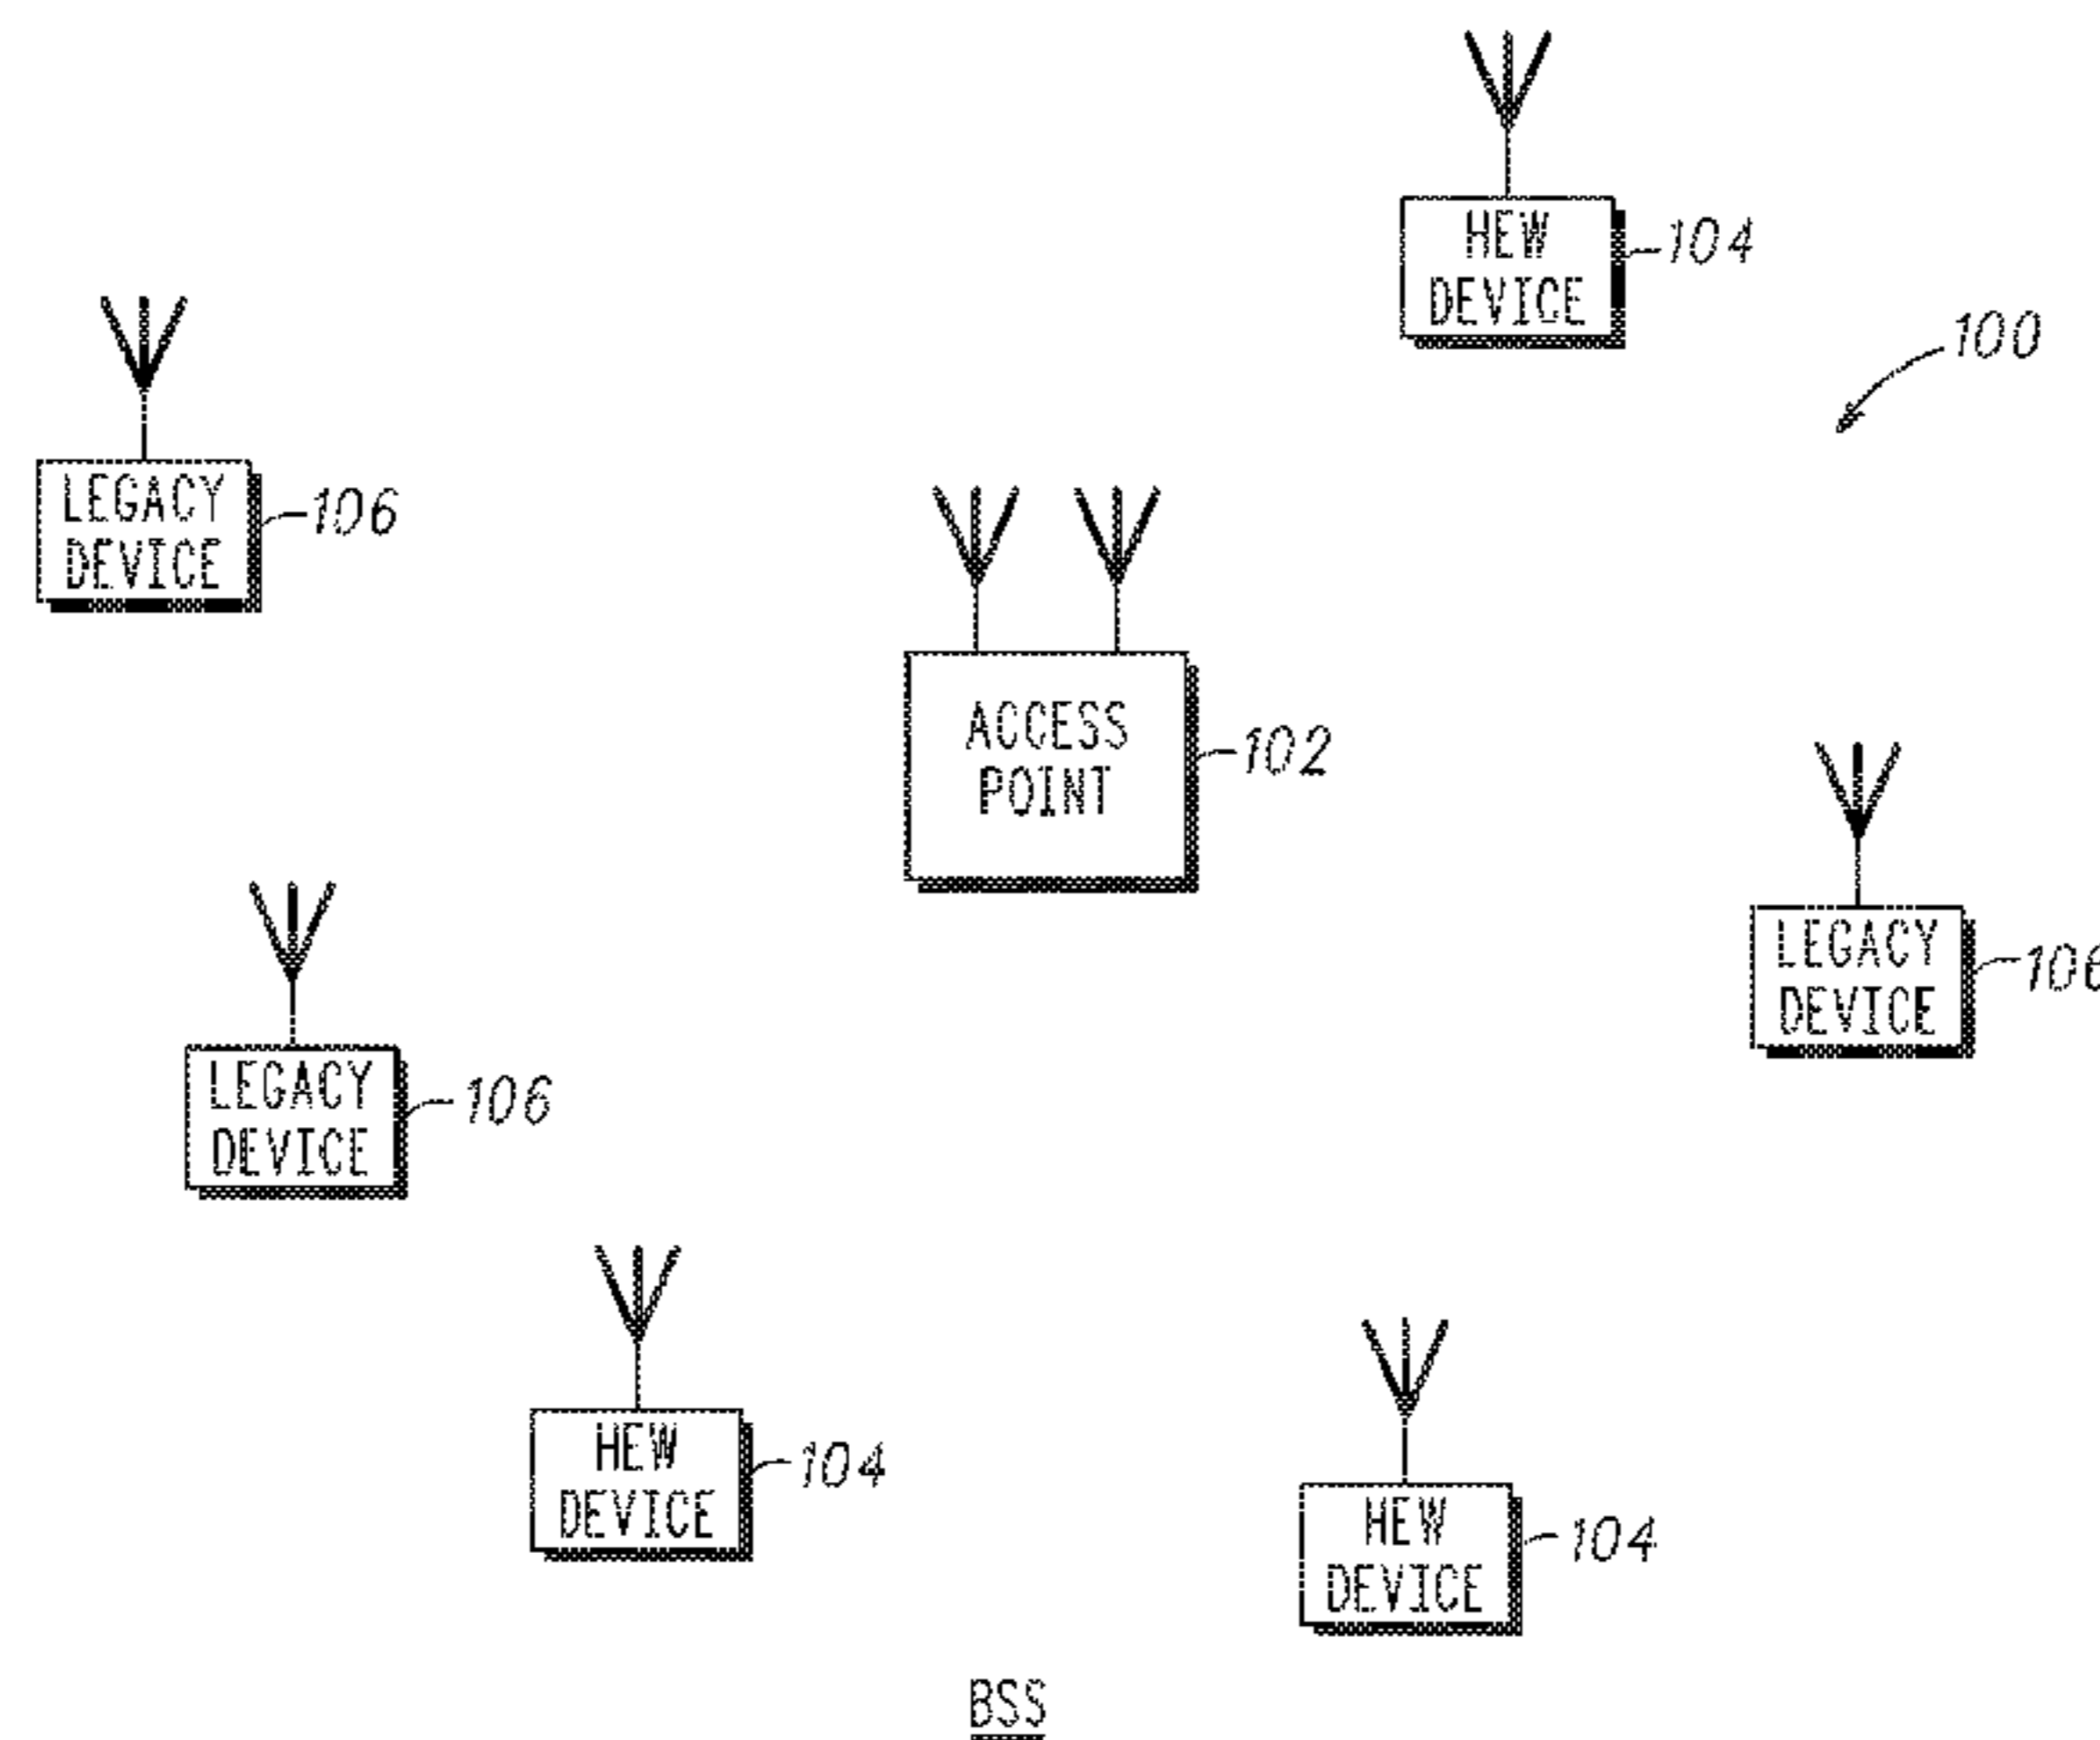 HEW
DEVICE
104
100
LEGACY
DEVICE
106
ACCESS
POINT
102
LEGACY
DEVICE
106
LEGACY
DEVICE
106
HEW
DEVICE
104
HEW
DEVICE
104
BSS